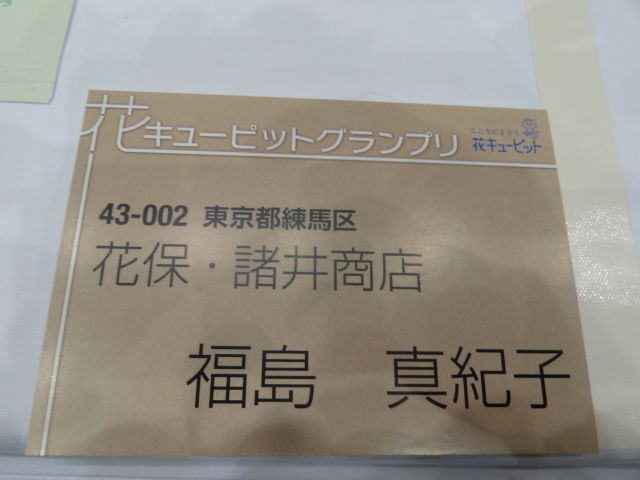 花キューピットグランプリ
こころにとどく
花キューピット
43-002 東京都練馬区
花保・諸井商店
福島 真紀子